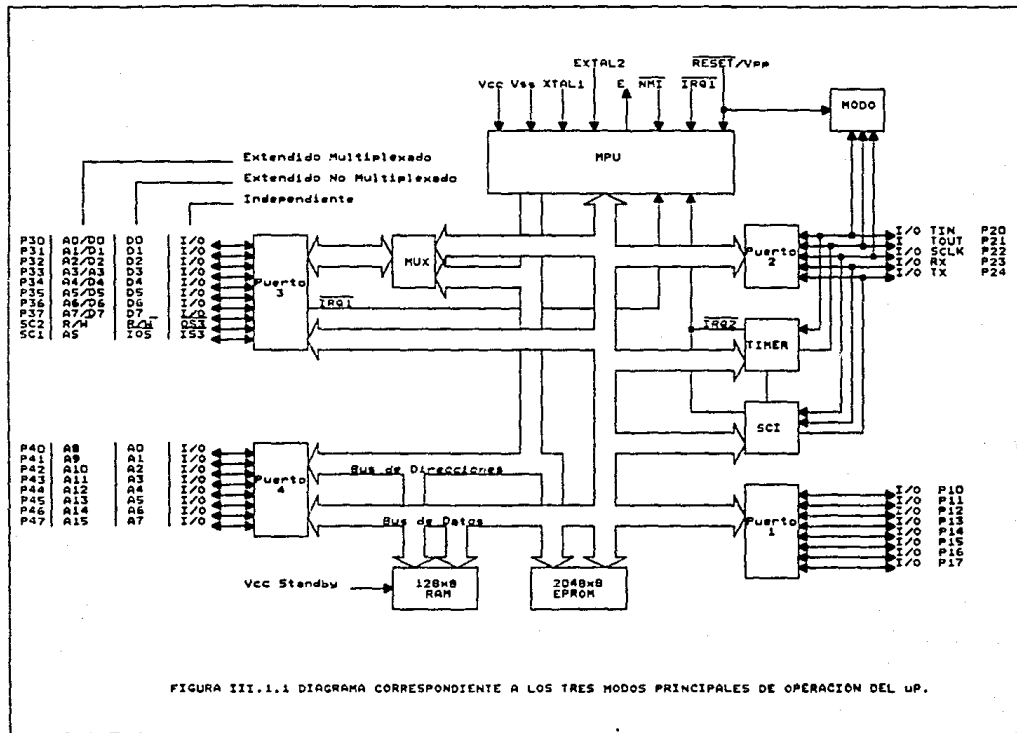 EXTAL2 RESET/Vpp
Vcc Vss XTAL1 E NMI IRQ1
MODO
MPU
Extendido Multiplexado
Extendido No Multiplexado
Independiente
P30 A0/D0 D0 I/O
P31 A1/D1 D1 I/O
P32 A2/D2 D2 I/O
P33 A3/A3 D3 I/O
P34 A4/D4 D4 I/O
P35 A5/D5 D5 I/O
P36 A6/D6 D6 I/O
P37 A7/D7 D7 I/O
SC2 R/W R/W OS3
SC1 AS IOS IS3
Puerto
3
MUX
IRQ1
Puerto
2
I/O TIN P20
I/O TOUT P21
I/O SCLK P22
I/O RX P23
I/O TX P24
IRQ2
TIMER
SCI
P40 A8 A0 I/O
P41 A9 A1 I/O
P42 A10 A2 I/O
P43 A11 A3 I/O
P44 A12 A4 I/O
P45 A13 A5 I/O
P46 A14 A6 I/O
P47 A15 A7 I/O
Puerto
4
Bus de Direcciones
Bus de Datos
Puerto
1
I/O P10
I/O P11
I/O P12
I/O P13
I/O P14
I/O P15
I/O P16
I/O P17
Vcc Standby
128x8
RAM
2048x8
EPROM
FIGURA III.1.1 DIAGRAMA CORRESPONDIENTE A LOS TRES MODOS PRINCIPALES DE OPERACION DEL uP.